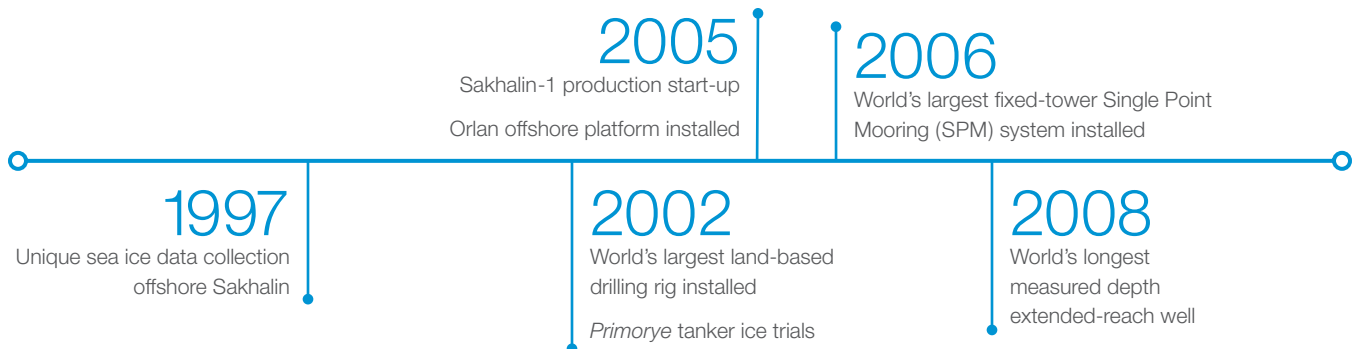 2005
Sakhalin-1 production start-up
Orlan offshore platform installed
2006
World’s largest fixed-tower Single Point
Mooring (SPM) system installed
1997
Unique sea ice data collection
offshore Sakhalin
2002
World’s largest land-based
drilling rig installed
Primorye tanker ice trials
2008
World’s longest
measured depth
extended-reach well